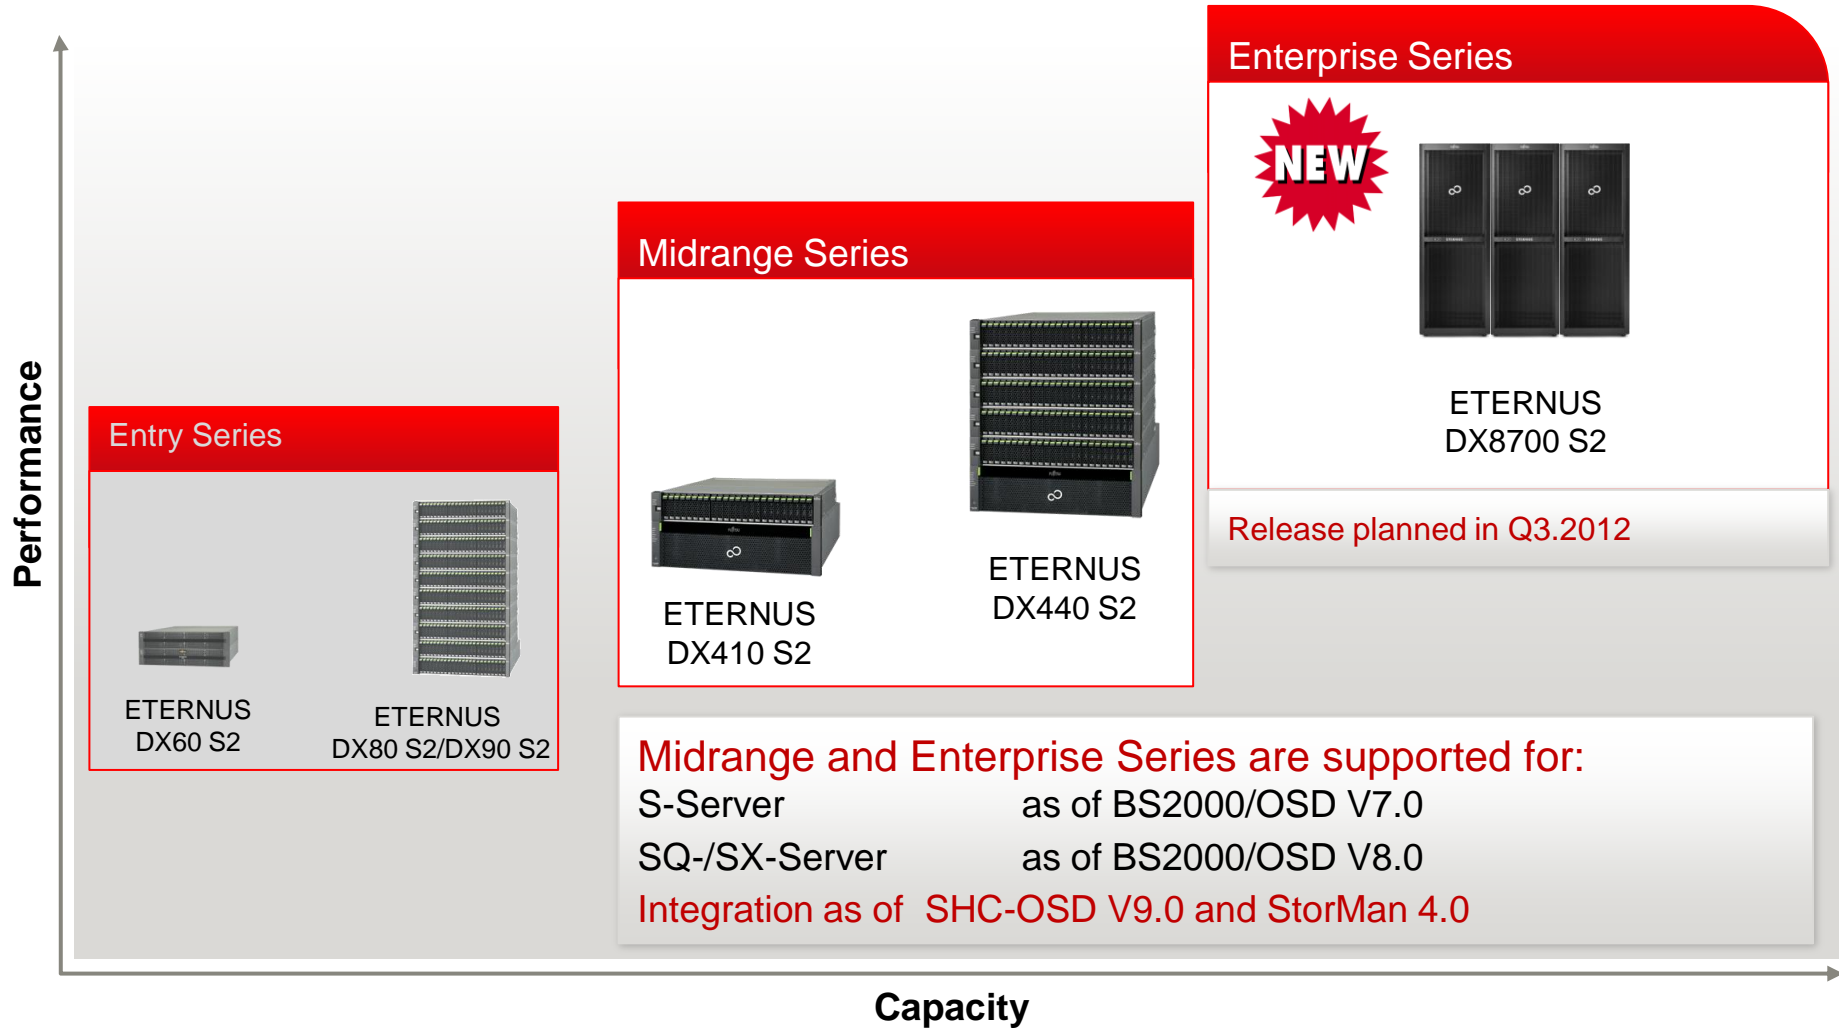 Enterprise Series
NEW
ETERNUS
DX8700 S2
Release planned in Q3.2012
Midrange Series
ETERNUS
DX410 S2
ETERNUS
DX440 S2
Entry Series
ETERNUS
DX60 S2
ETERNUS
DX80 S2/DX90 S2
Midrange and Enterprise Series are supported for:
S-Server as of BS2000/OSD V7.0
SQ-/SX-Server as of BS2000/OSD V8.0
Integration as of SHC-OSD V9.0 and StorMan 4.0
Performance
Capacity